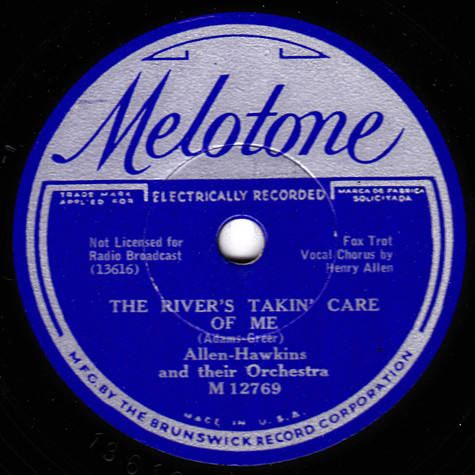 Melotone
TRADE MARK
APPLIED FOR
ELECTRICALLY RECORDED
MARCA DE FABRICA
SOLICITADA
Not Licensed for
Radio Broadcast
(13616)
Fox Trot
Vocal Chorus by
Henry Allen
THE RIVER'S TAKIN' CARE
OF ME
(Adams-Greer)
Allen-Hawkins
and their Orchestra
M 12769
MADE IN U.S.A.
MFG. BY THE BRUNSWICK RECORD CORPORATION